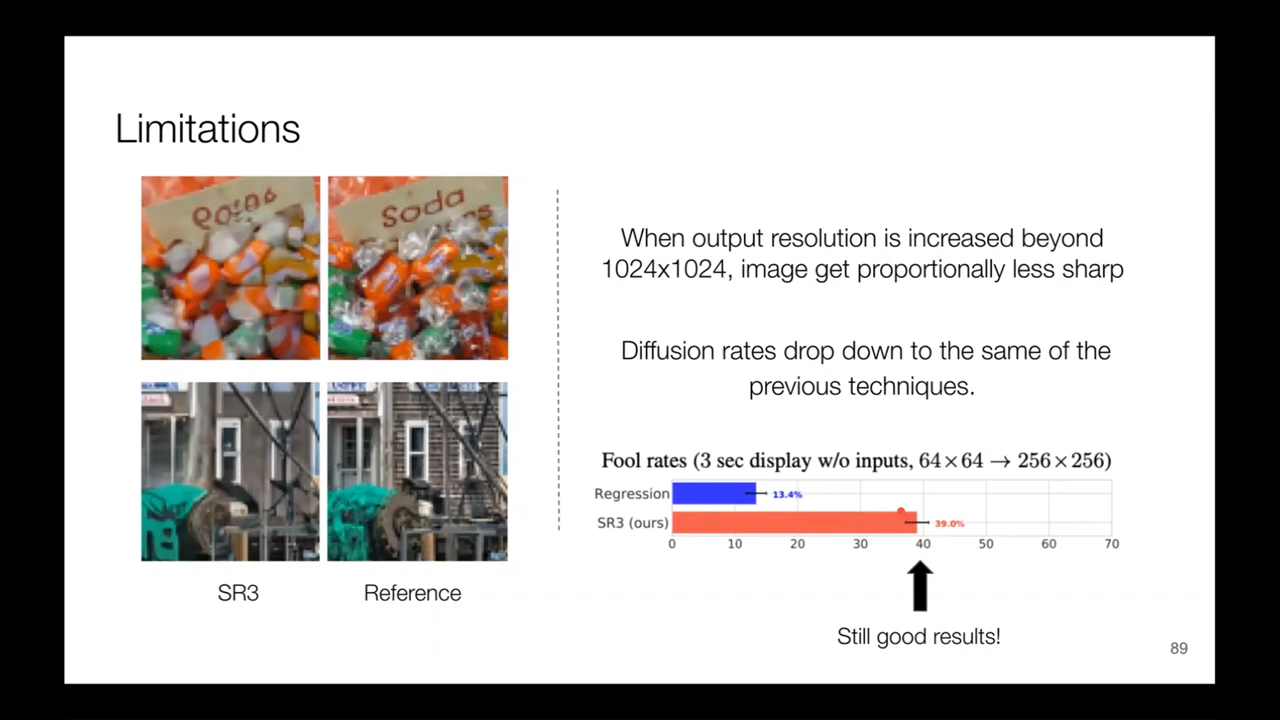 Limitations
Soda
When output resolution is increased beyond
1024x1024, image get proportionally less sharp
Diffusion rates drop down to the same of the
previous techniques.
Fool rates (3 sec display w/o inputs, 64×64 → 256×256)
Regression 13.4%
SR3 (ours) 39.0%
0 10 20 30 40 50 60 70
SR3 Reference
Still good results!
89